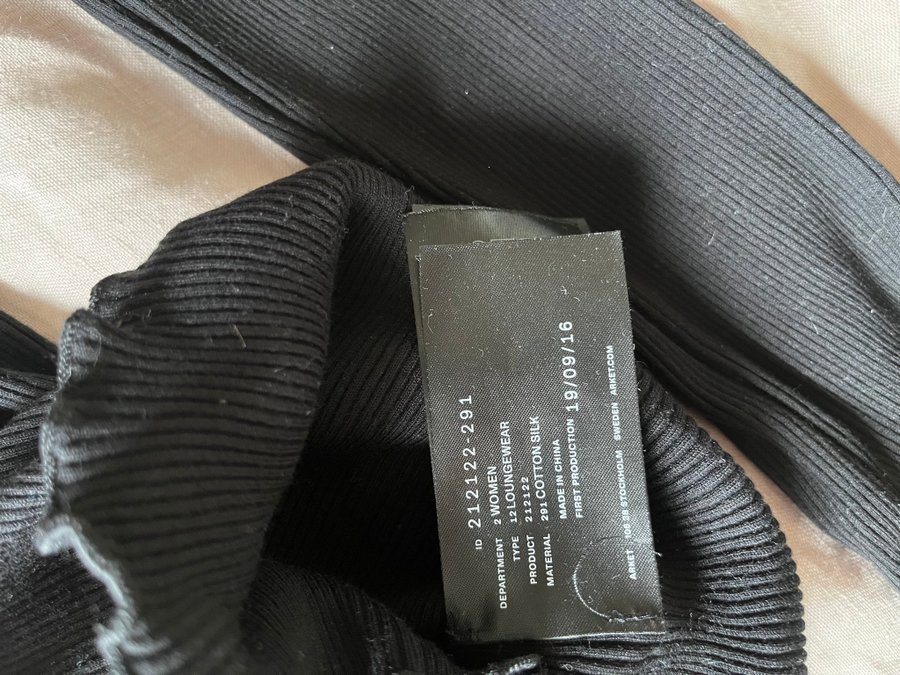 ID 212122-291
DEPARTMENT 2 WOMEN
TYPE 12 LOUNGEWEAR
PRODUCT 212122
MATERIAL 291 COTTON SILK
MADE IN CHINA
FIRST PRODUCTION 19/09/16
ARKET 106 38 STOCKHOLM SWEDEN ARKET.COM